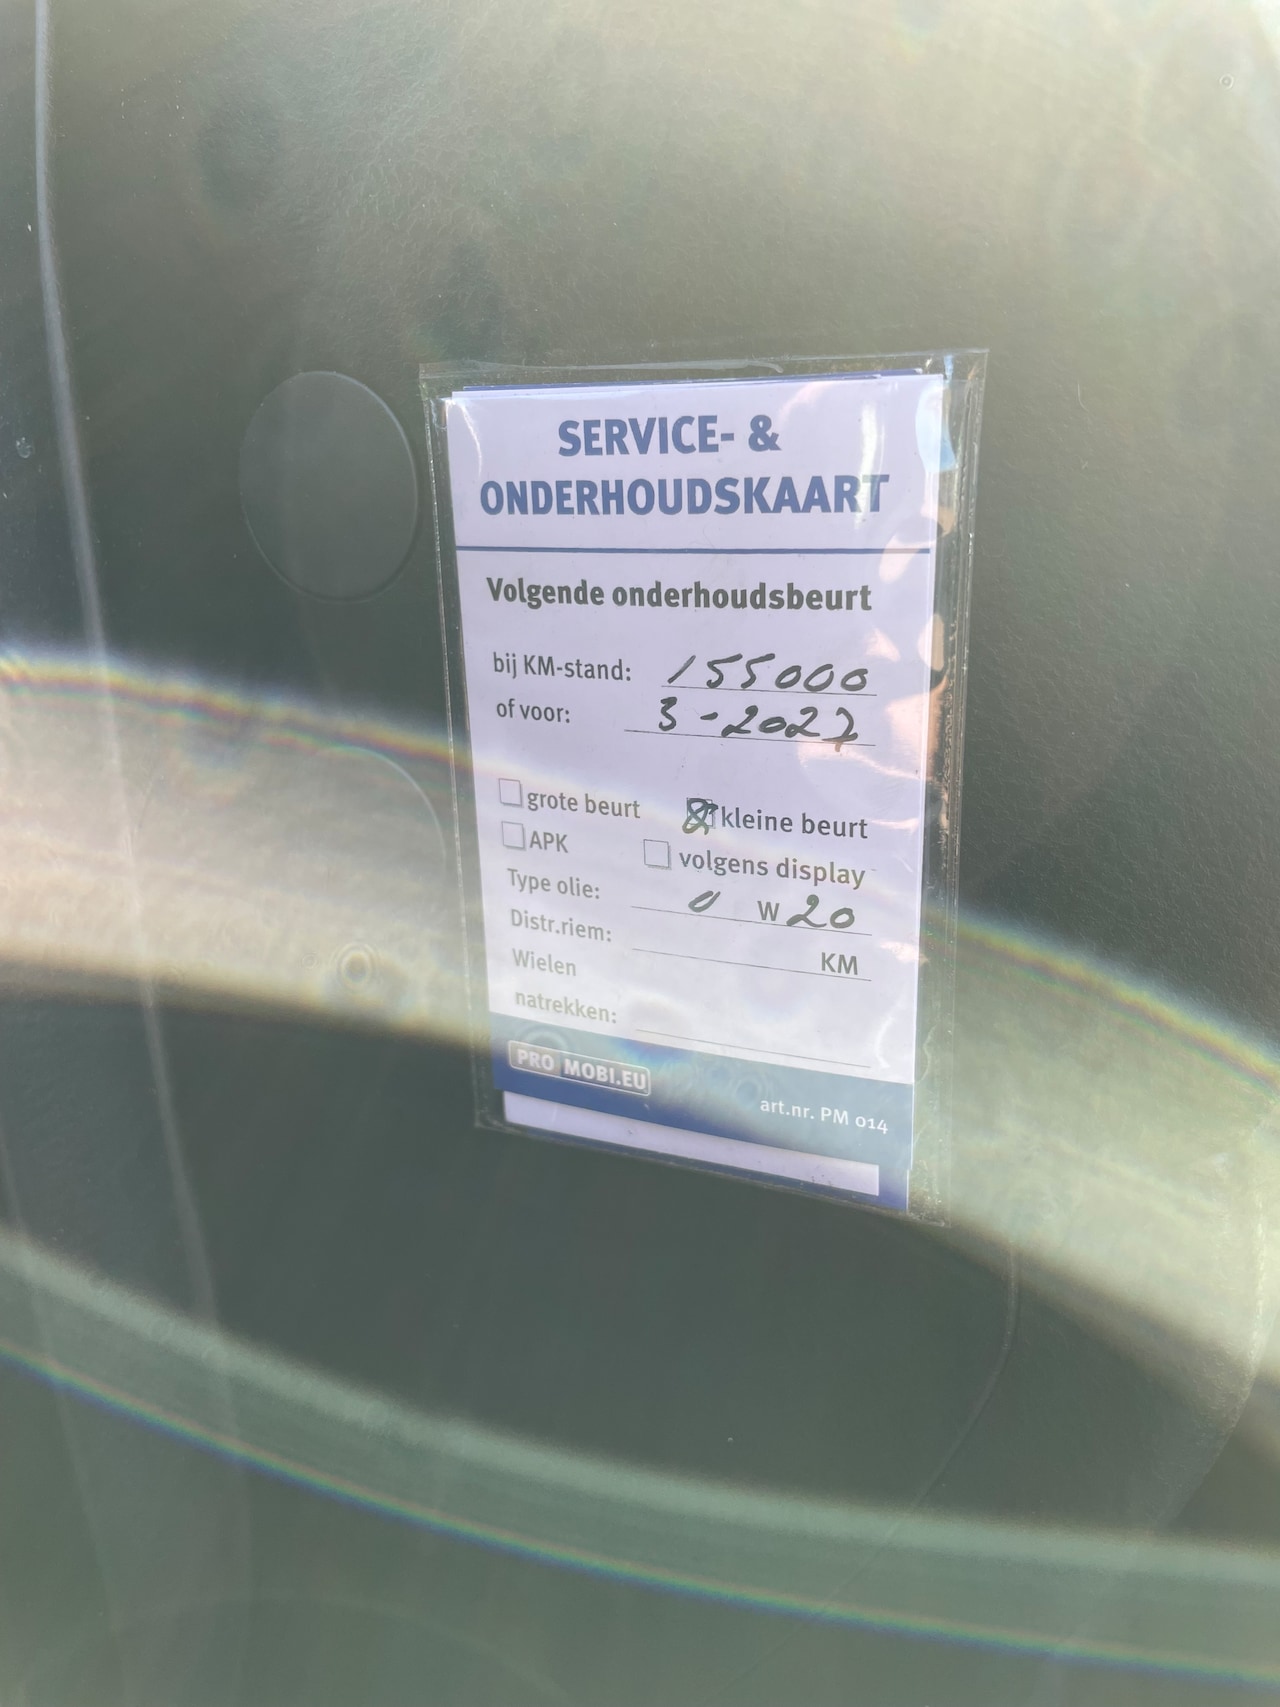 SERVICE- &
ONDERHOUDSKAART
Volgende onderhoudsbeurt
bij KM-stand: 155000
of voor: 3-2027
grote beurt kleine beurt
APK volgens display
Type olie: 0 W 20
Distr.riem: KM
Wielen
natrekken:
PRO MOBI.EU art.nr. PM 014